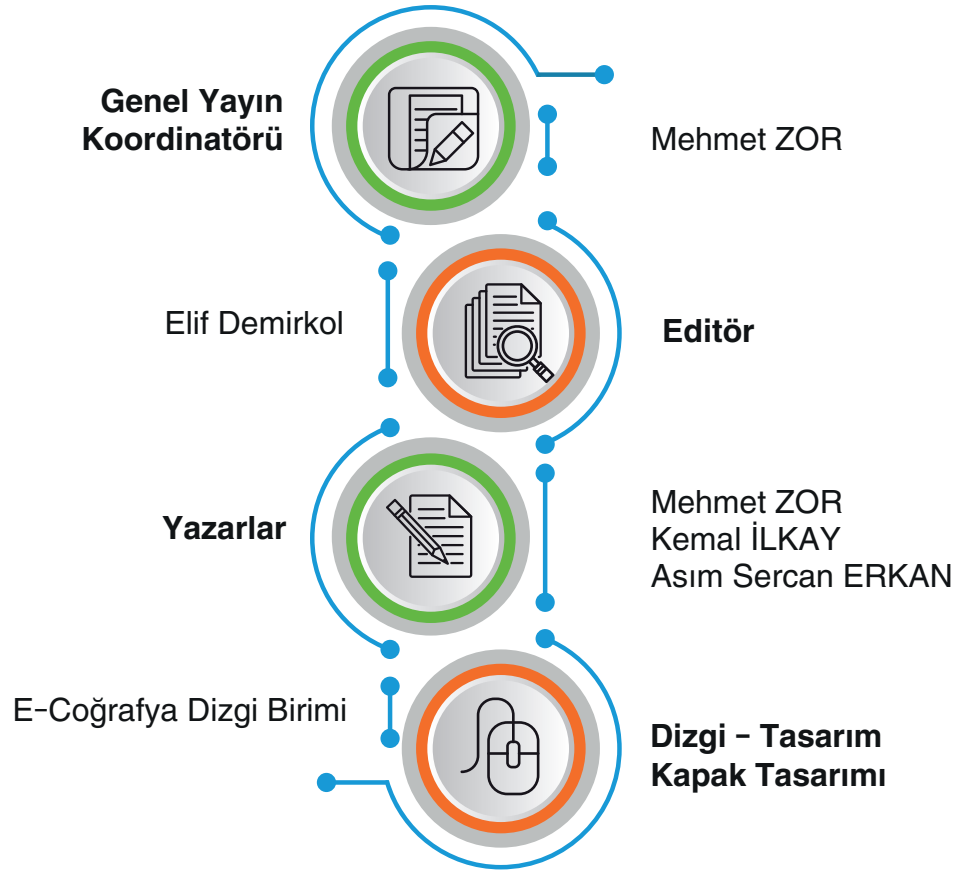 Genel Yayın
Koordinatörü
Mehmet ZOR
Elif Demirkol
Editör
Yazarlar
Mehmet ZOR
Kemal İLKAY
Asım Sercan ERKAN
E-Coğrafya Dizgi Birimi
Dizgi - Tasarım
Kapak Tasarımı